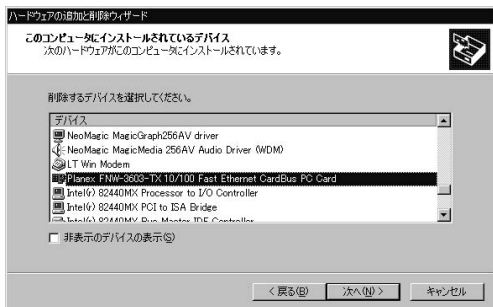 ハードウェアの追加と削除ウィザード
このコンピュータにインストールされているデバイス
次のハードウェアがこのコンピュータにインストールされています。
削除するデバイスを選択してください。
デバイス
NeoMagic MagicGraph256AV driver
NeoMagic MagicMedia 256AV Audio Driver (WDM)
LT Win Modem
Planex FNW-3603-TX 10/100 Fast Ethernet CardBus PC Card
Intel(r) 82440MX Processor to I/O Controller
Intel(r) 82440MX PCI to ISA Bridge
Intel(r) 82440MX Bus Master IDE Controller
非表示のデバイスの表示(S)
< 戻る(B) 次へ(N) > キャンセル